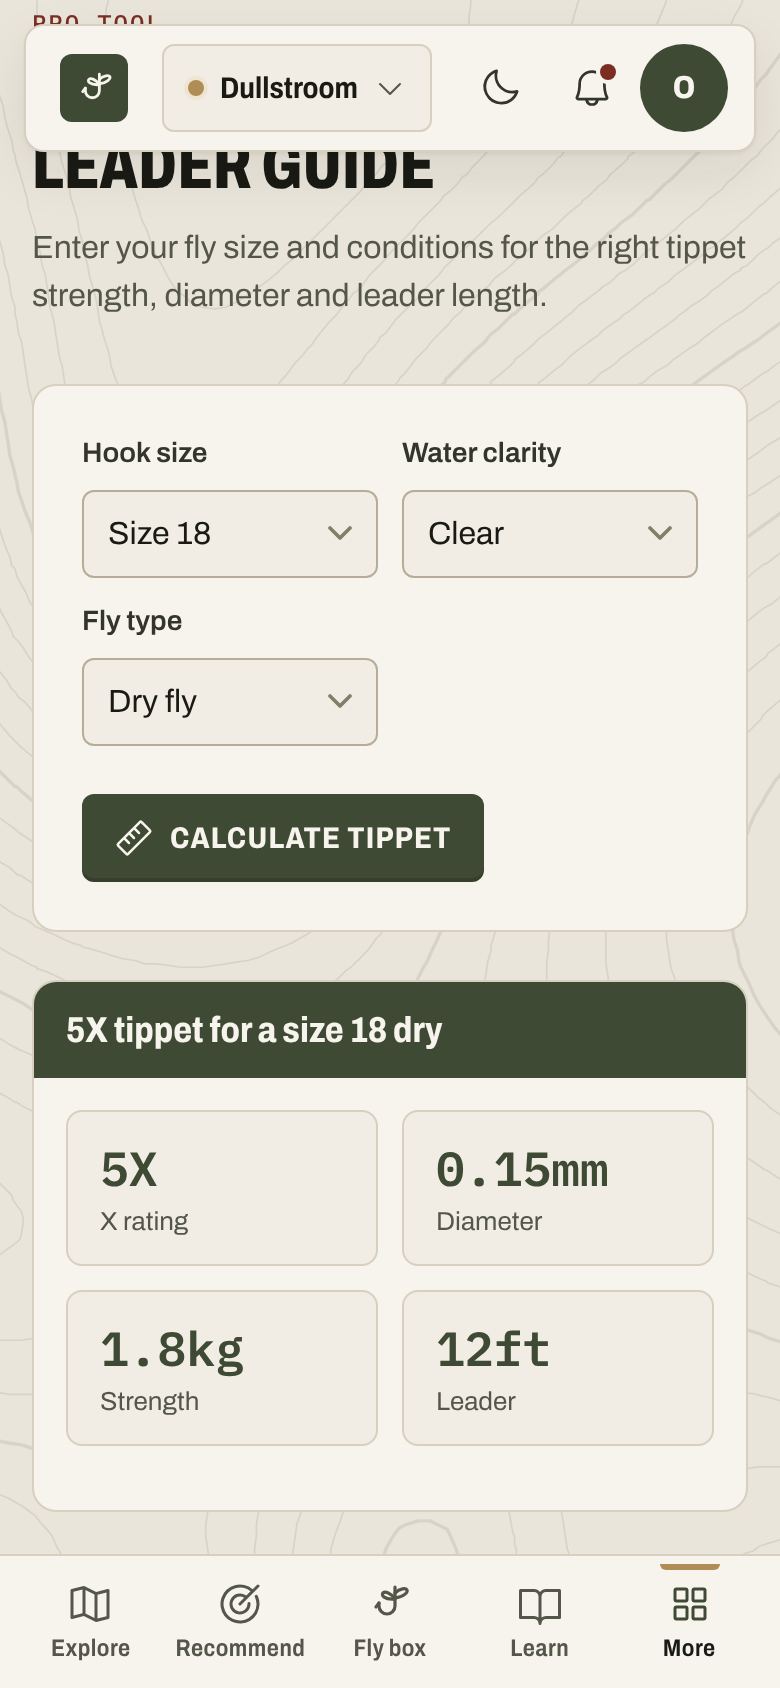 PRO TOOL
Dullstroom
O
LEADER GUIDE
Enter your fly size and conditions for the right tippet
strength, diameter and leader length.
Hook size
Water clarity
Size 18
Clear
Fly type
Dry fly
CALCULATE TIPPET
5X tippet for a size 18 dry
5X
X rating
0.15mm
Diameter
1.8kg
Strength
12ft
Leader
Explore
Recommend
Fly box
Learn
More